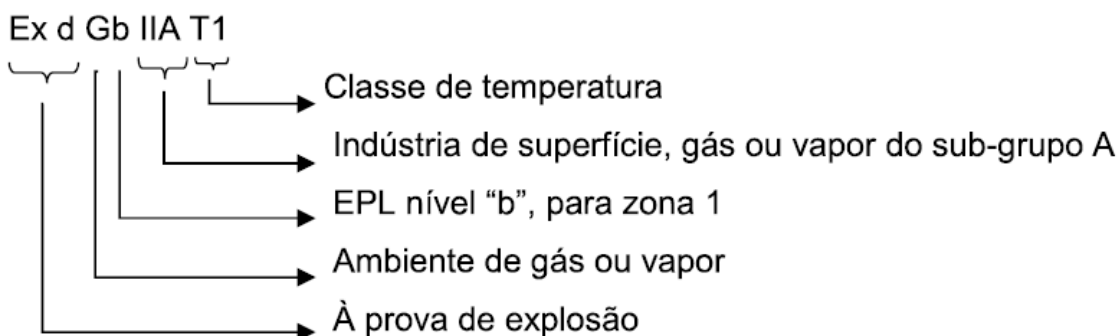 Ex d Gb IIA T1
Classe de temperatura
Indústria de superfície, gás ou vapor do sub-grupo A
EPL nível “b”, para zona 1
Ambiente de gás ou vapor
À prova de explosão